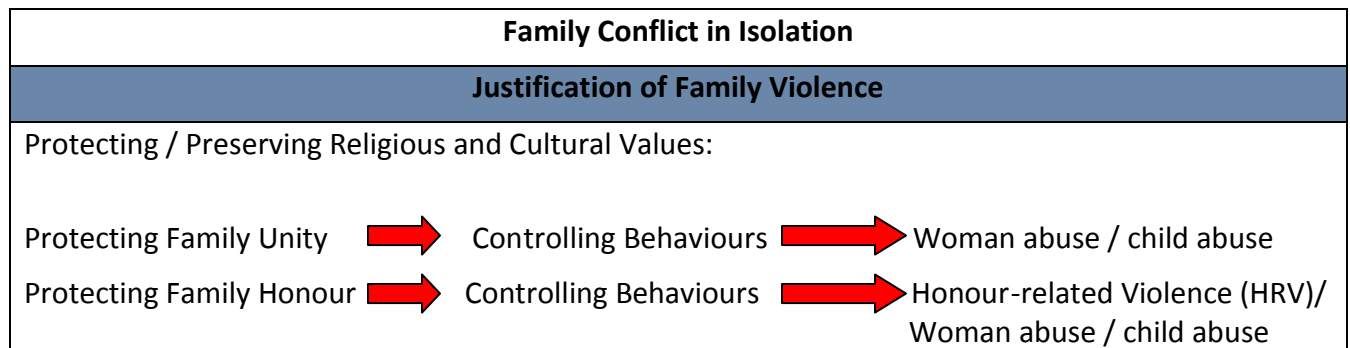 Family Conflict in Isolation
Justification of Family Violence
Protecting / Preserving Religious and Cultural Values:
Protecting Family Unity Controlling Behaviours Woman abuse / child abuse
Protecting Family Honour Controlling Behaviours Honour-related Violence (HRV)/
Woman abuse / child abuse